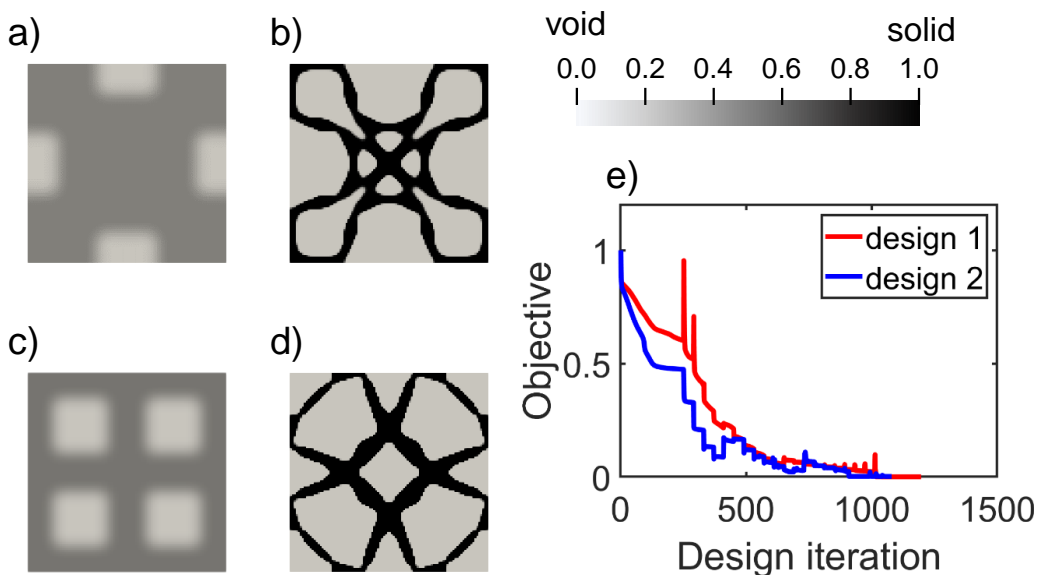 a)
b)
void
solid
0.0 0.2 0.4 0.6 0.8 1.0
c)
d)
e)
1
0.5
0
Objective
design 1
design 2
0 500 1000 1500
Design iteration